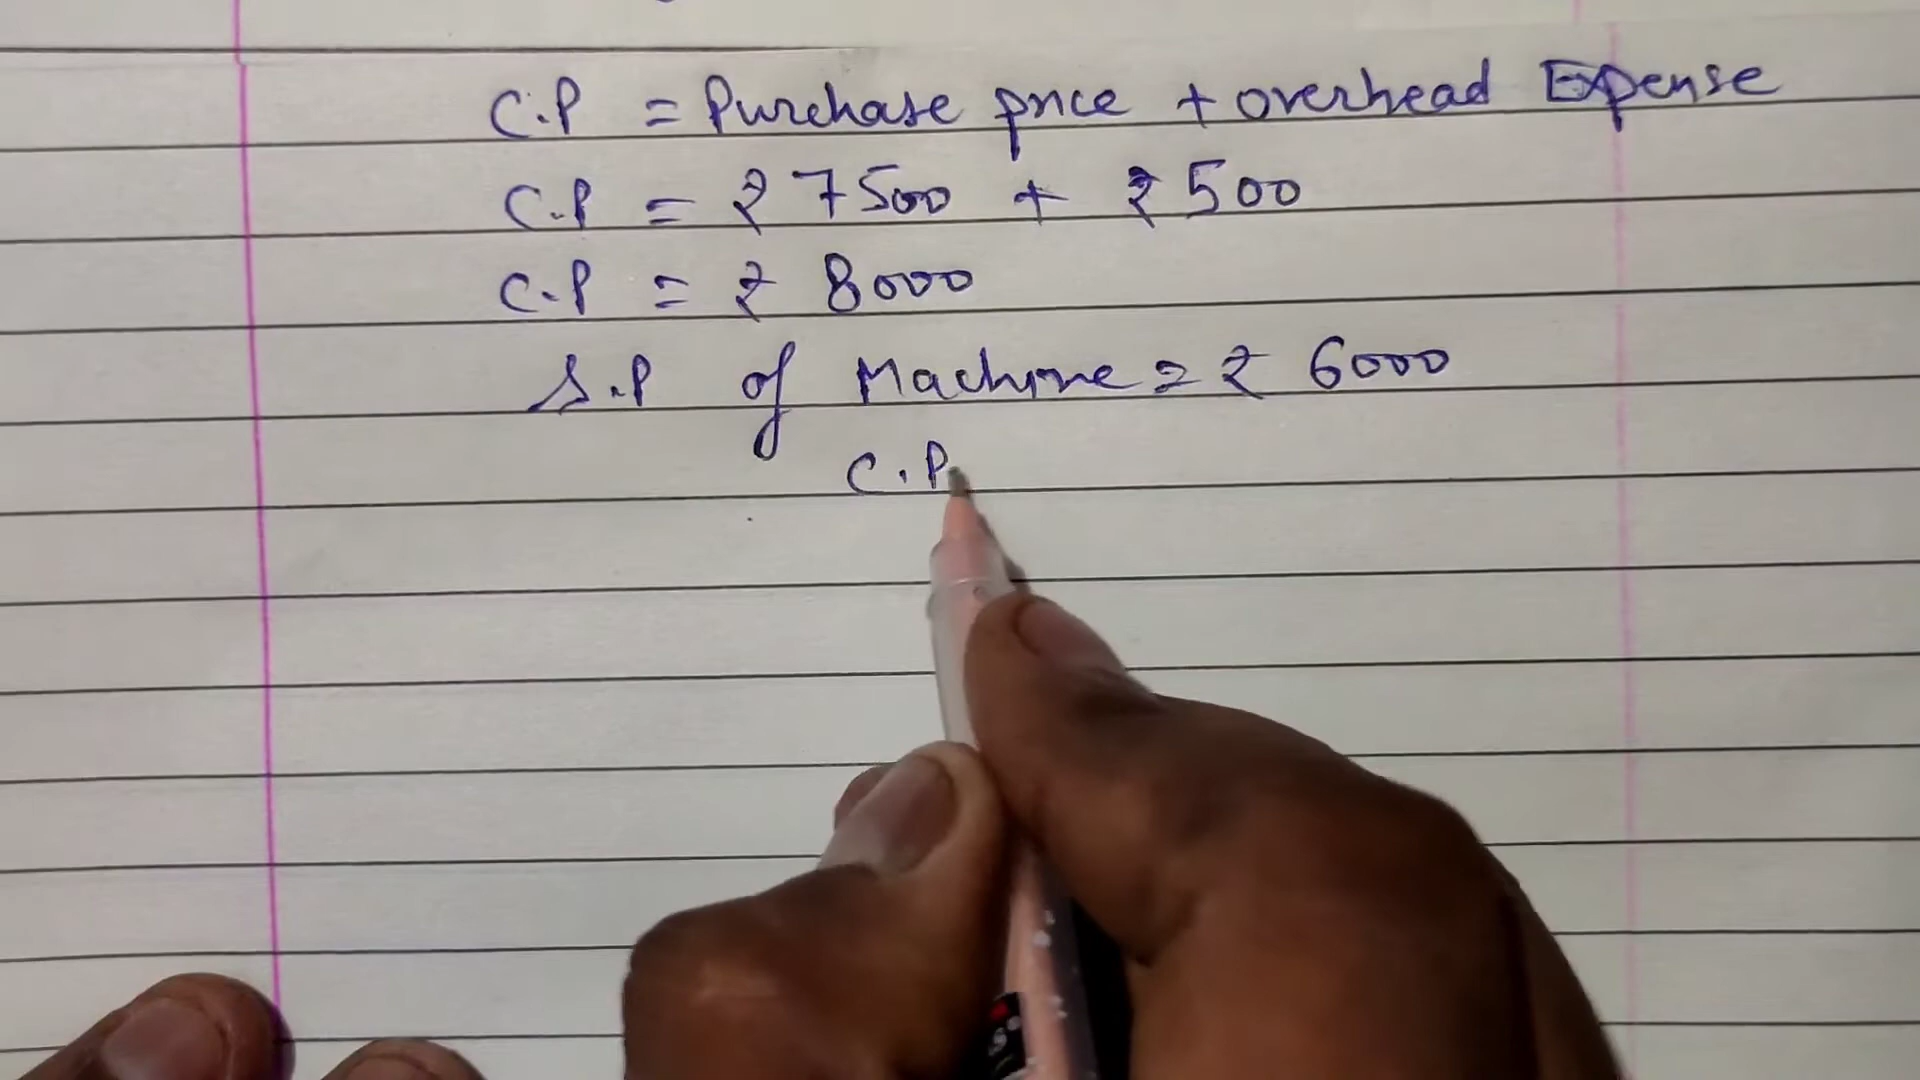 C.P = Purchase price + overhead Expense
C.P = ₹ 7500 + ₹ 500
C.P = ₹ 8000
S.P of Machine = ₹ 6000
C.P